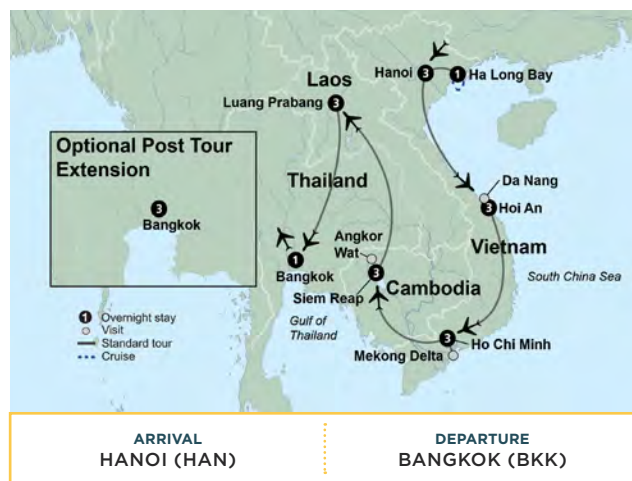 Hanoi 3
1 Ha Long Bay
Laos
Luang Prabang 3
Optional Post Tour
Extension
3
Bangkok
Thailand
Da Nang
3 Hoi An
Angkor
Wat
Vietnam
1
Bangkok
3
Siem Reap
Cambodia
South China Sea
Gulf of
Thailand
3 Ho Chi Minh
Mekong Delta
1 Overnight stay
Visit
Standard tour
Cruise
ARRIVAL
HANOI (HAN)
DEPARTURE
BANGKOK (BKK)